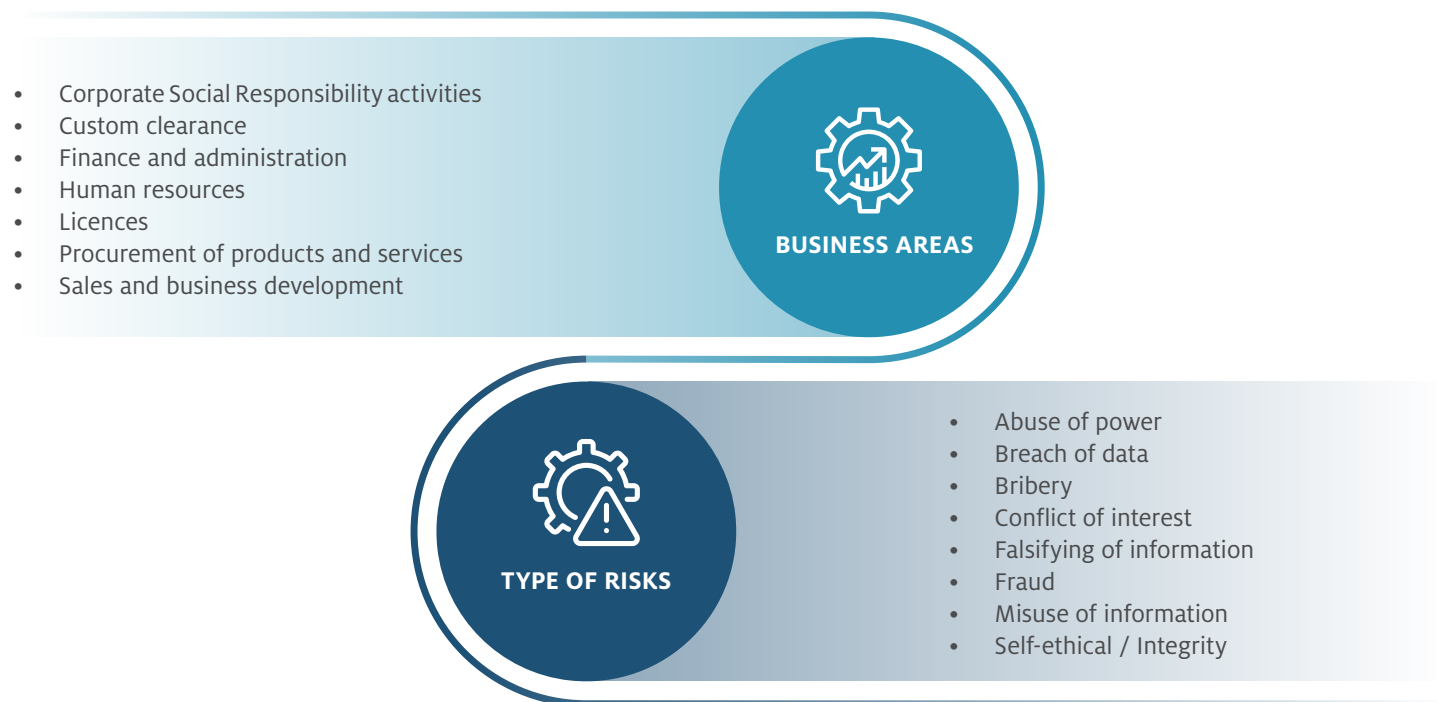 • Corporate Social Responsibility activities
• Custom clearance
• Finance and administration
• Human resources
• Licences
• Procurement of products and services
• Sales and business development
BUSINESS AREAS
TYPE OF RISKS
• Abuse of power
• Breach of data
• Bribery
• Conflict of interest
• Falsifying of information
• Fraud
• Misuse of information
• Self-ethical / Integrity